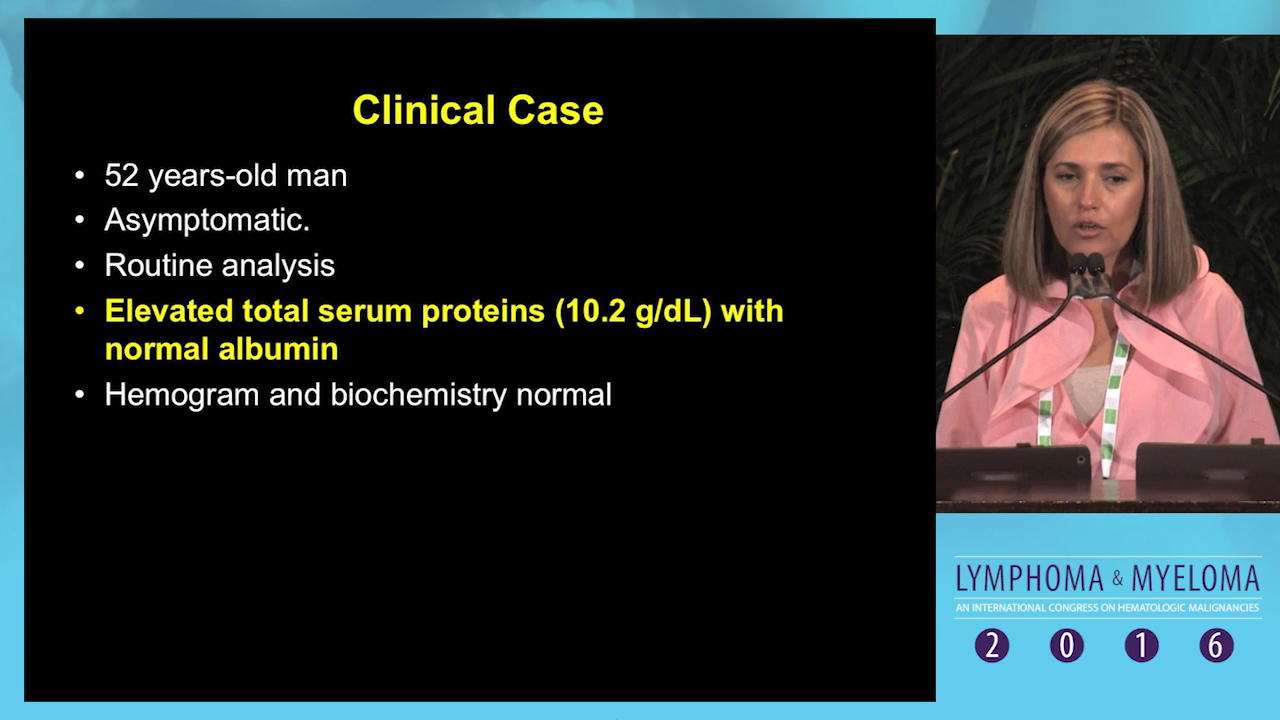 Clinical Case
• 52 years-old man
• Asymptomatic.
• Routine analysis
• Elevated total serum proteins (10.2 g/dL) with
normal albumin
• Hemogram and biochemistry normal
LYMPHOMA & MYELOMA
AN INTERNATIONAL CONGRESS ON HEMATOLOGIC MALIGNANCIES
2 0 1 6